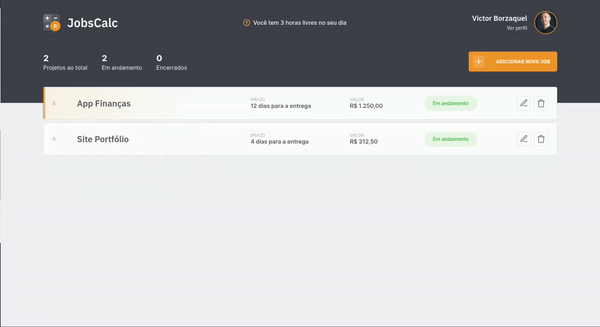 JobsCalc
Você tem 3 horas livres no seu dia
Victor Borzaquel
Ver perfil
2
Projetos ao total
2
Em andamento
0
Encerrados
ADICIONAR NOVO JOB
App Finanças
PRAZO
12 dias para a entrega
VALOR
R$ 1.250,00
Em andamento
Site Portfólio
PRAZO
4 dias para a entrega
VALOR
R$ 312,50
Em andamento